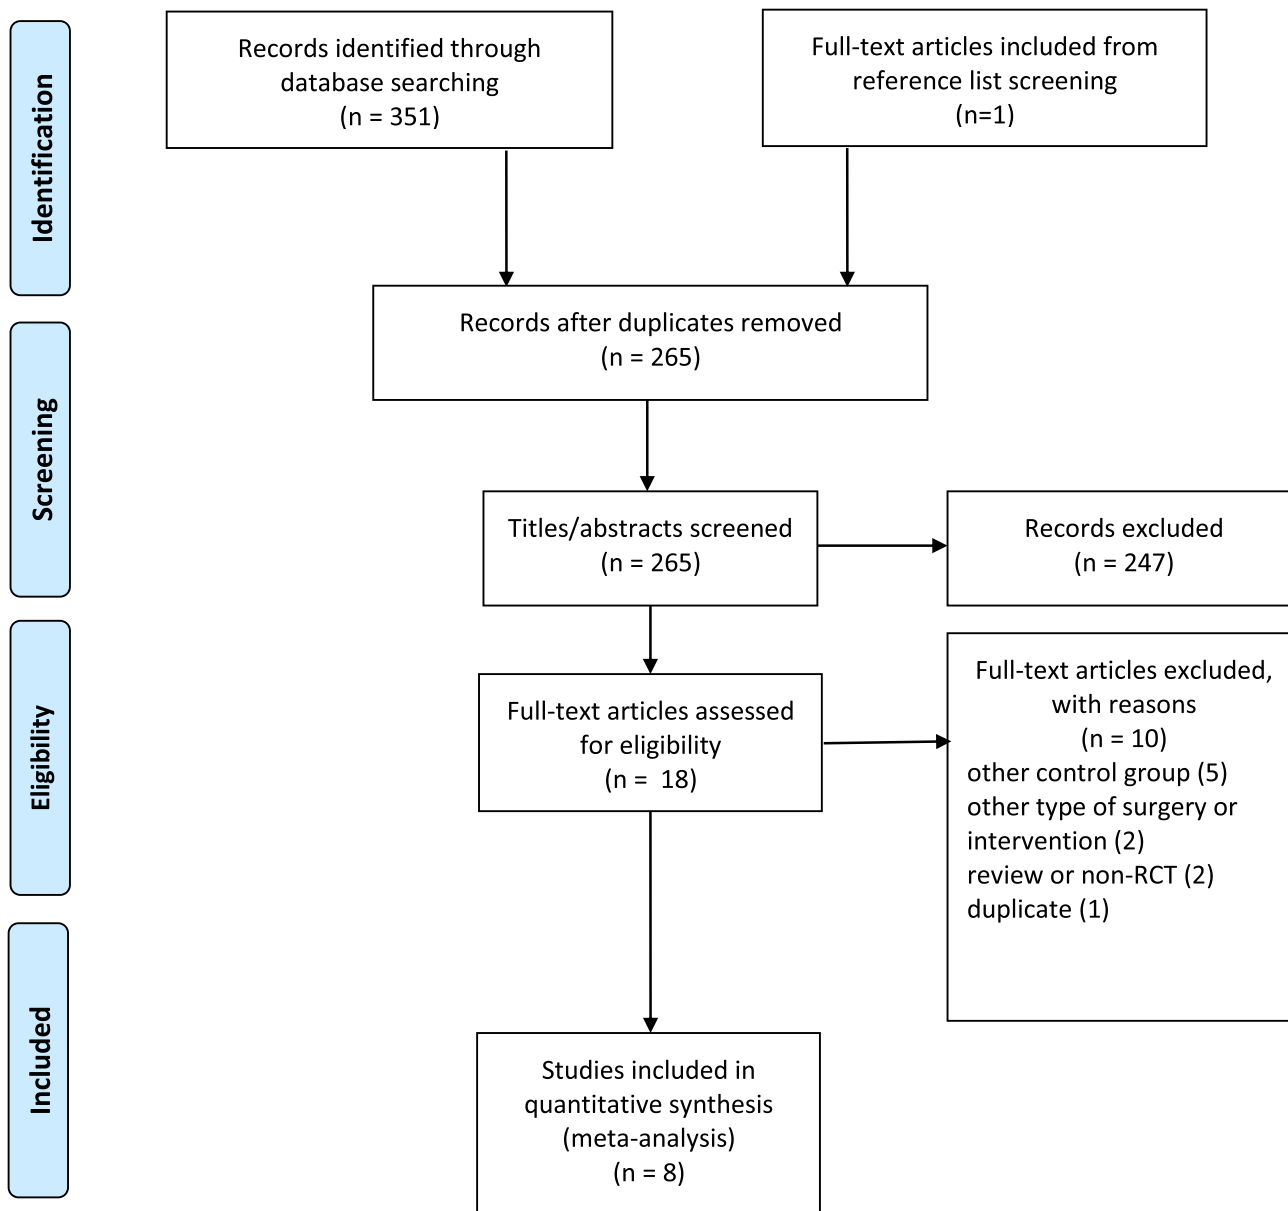 Identification
Records identified through
database searching
(n = 351)
Full-text articles included from
reference list screening
(n=1)
Records after duplicates removed
(n = 265)
Screening
Titles/abstracts screened
(n = 265)
Records excluded
(n = 247)
Eligibility
Full-text articles assessed
for eligibility
(n =  18)
Full-text articles excluded,
with reasons
(n = 10)
other control group (5)
other type of surgery or
intervention (2)
review or non-RCT (2)
duplicate (1)
Included
Studies included in
quantitative synthesis
(meta-analysis)
(n = 8)